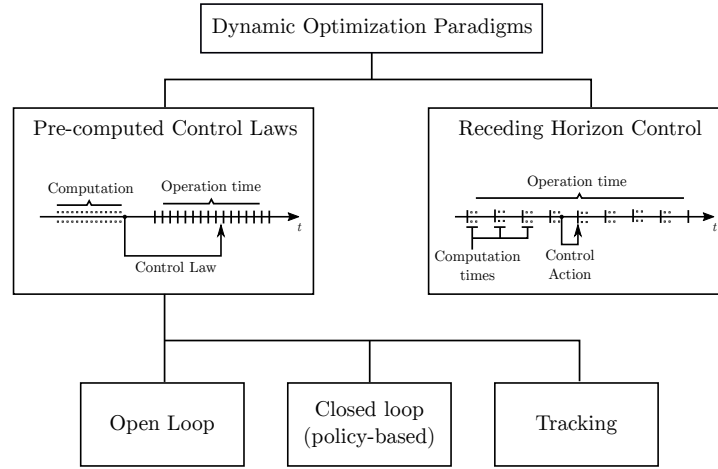 Dynamic Optimization Paradigms
Pre-computed Control Laws
Computation
Operation time
t
Control Law
Receding Horizon Control
Operation time
t
Computation
times
Control
Action
Open Loop
Closed loop
(policy-based)
Tracking